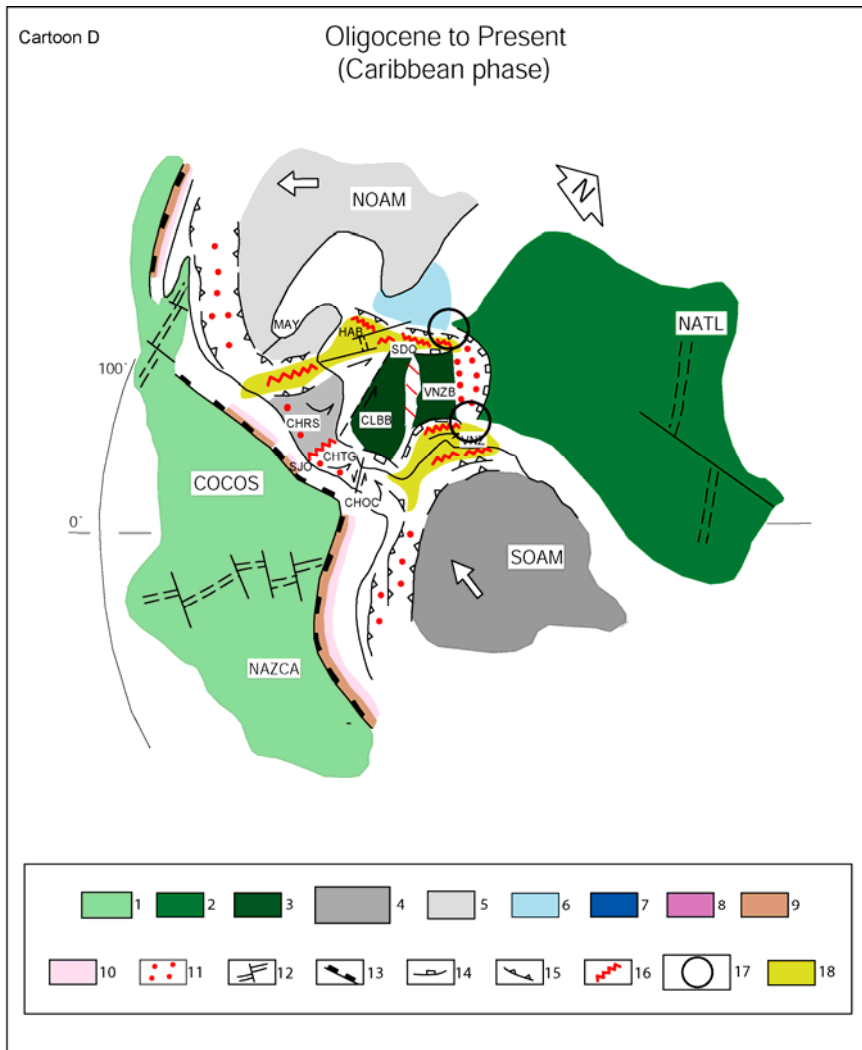 Cartoon D
Oligocene to Present
(Caribbean phase)
N
NOAM
NATL
MAY
HAB
SDO
100°
VNZB
CHRS
CLBB
VNZ
CHTG
SJO
COCOS
CHOC
0°
SOAM
NAZCA
1 2 3 4 5 6 7 8 9
10 11 12 13 14 15 16 17 18